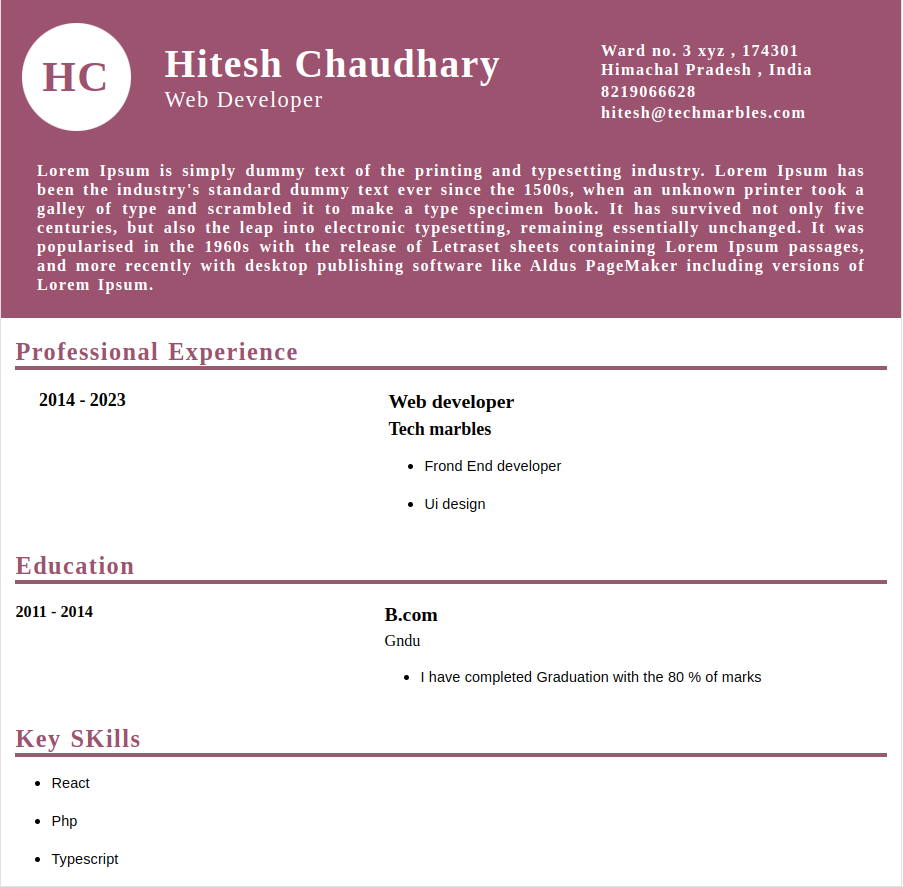 HC
Hitesh Chaudhary
Web Developer
Ward no. 3 xyz , 174301
Himachal Pradesh , India
8219066628
hitesh@techmarbles.com
Lorem Ipsum is simply dummy text of the printing and typesetting industry. Lorem Ipsum has
been the industry's standard dummy text ever since the 1500s, when an unknown printer took a
galley of type and scrambled it to make a type specimen book. It has survived not only five
centuries, but also the leap into electronic typesetting, remaining essentially unchanged. It was
popularised in the 1960s with the release of Letraset sheets containing Lorem Ipsum passages,
and more recently with desktop publishing software like Aldus PageMaker including versions of
Lorem Ipsum.
Professional Experience
2014 - 2023
Web developer
Tech marbles
• Frond End developer
• Ui design
Education
2011 - 2014
B.com
Gndu
• I have completed Graduation with the 80 % of marks
Key SKills
• React
• Php
• Typescript